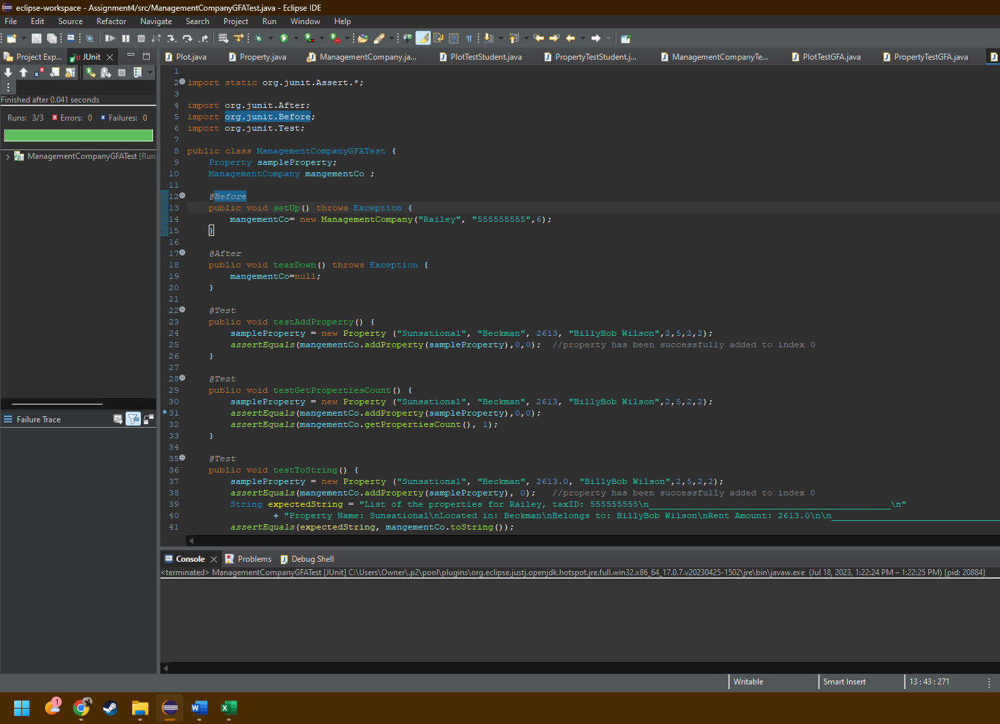 eclipse-workspace - Assignment4/src/ManagementCompanyGFATest.java - Eclipse IDE
File Edit Source Refactor Navigate Search Project Run Window Help
Project Exp... JUnit
Plot.java Property.java ManagementCompany.ja... PlotTestStudent.java PropertyTestStudent.j... ManagementCompanyTe... PlotTestGFA.java PropertyTestGFA.java
Finished after 0.041 seconds
Runs: 3/3 Errors: 0 Failures: 0
ManagementCompanyGFATest [Run
Failure Trace
1
2 import static org.junit.Assert.*;
3
4 import org.junit.After;
5 import org.junit.Before;
6 import org.junit.Test;
7
8 public class ManagementCompanyGFATest {
9 Property sampleProperty;
10 ManagementCompany mangementCo ;
11
12 @Before
13 public void setUp() throws Exception {
14 mangementCo= new ManagementCompany("Railey", "555555555",6);
15 }
16
17 @After
18 public void tearDown() throws Exception {
19 mangementCo=null;
20 }
21
22 @Test
23 public void testAddProperty() {
24 sampleProperty = new Property ("Sunsational", "Beckman", 2613, "BillyBob Wilson",2,5,2,2);
25 assertEquals(mangementCo.addProperty(sampleProperty),0,0); //property has been successfully added to index 0
26 }
27
28 @Test
29 public void testGetPropertiesCount() {
30 sampleProperty = new Property ("Sunsational", "Beckman", 2613, "BillyBob Wilson",2,5,2,2);
31 assertEquals(mangementCo.addProperty(sampleProperty),0,0);
32 assertEquals(mangementCo.getPropertiesCount(), 1);
33 }
34
35 @Test
36 public void testToString() {
37 sampleProperty = new Property ("Sunsational", "Beckman", 2613.0, "BillyBob Wilson",2,5,2,2);
38 assertEquals(mangementCo.addProperty(sampleProperty), 0); //property has been successfully added to index 0
39 String expectedString = "List of the properties for Railey, taxID: 555555555\n______________________________________________\n"
40 + "Property Name: Sunsational\nLocated in: Beckman\nBelongs to: BillyBob Wilson\nRent Amount: 2613.0\n\n________________________________
41 assertEquals(expectedString, mangementCo.toString());
Console Problems Debug Shell
<terminated> ManagementCompanyGFATest [JUnit] C:\Users\Owner\.p2\pool\plugins\org.eclipse.justj.openjdk.hotspot.jre.full.win32.x86_64_17.0.7.v20230425-1502\jre\bin\javaw.exe (Jul 18, 2023, 1:22:24 PM – 1:22:25 PM) [pid: 20884]
Writable Smart Insert 13 : 43 : 271
1